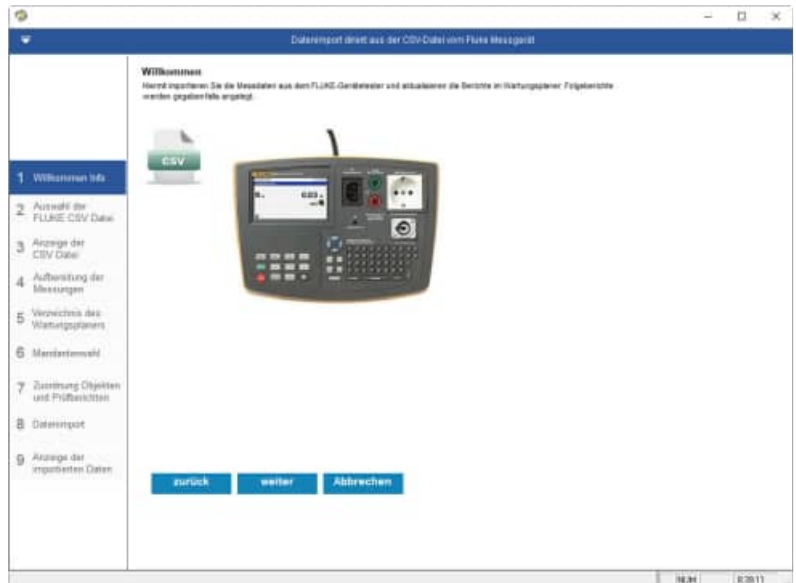 Datenimport direkt aus der CSV-Datei vom Fluke Messgerät
Willkommen
Hiermit importieren Sie die Messdaten aus dem FLUKE-Gerätetester und aktualisieren die Berichte im Wartungsplaner. Folgeberichte
werden gegebenfalls angelegt.
CSV
1 Willkommen Info
2 Auswahl der
FLUKE CSV Datei
3 Anzeige der
CSV Datei
4 Aufbereitung der
Messungen
5 Verzeichnis des
Wartungsplaners
6 Mandantenwahl
7 Zuordnung Objekten
und Prüfberichten
8 Datenimport
9 Anzeige der
importierten Daten
zurück weiter Abbrechen
NUM